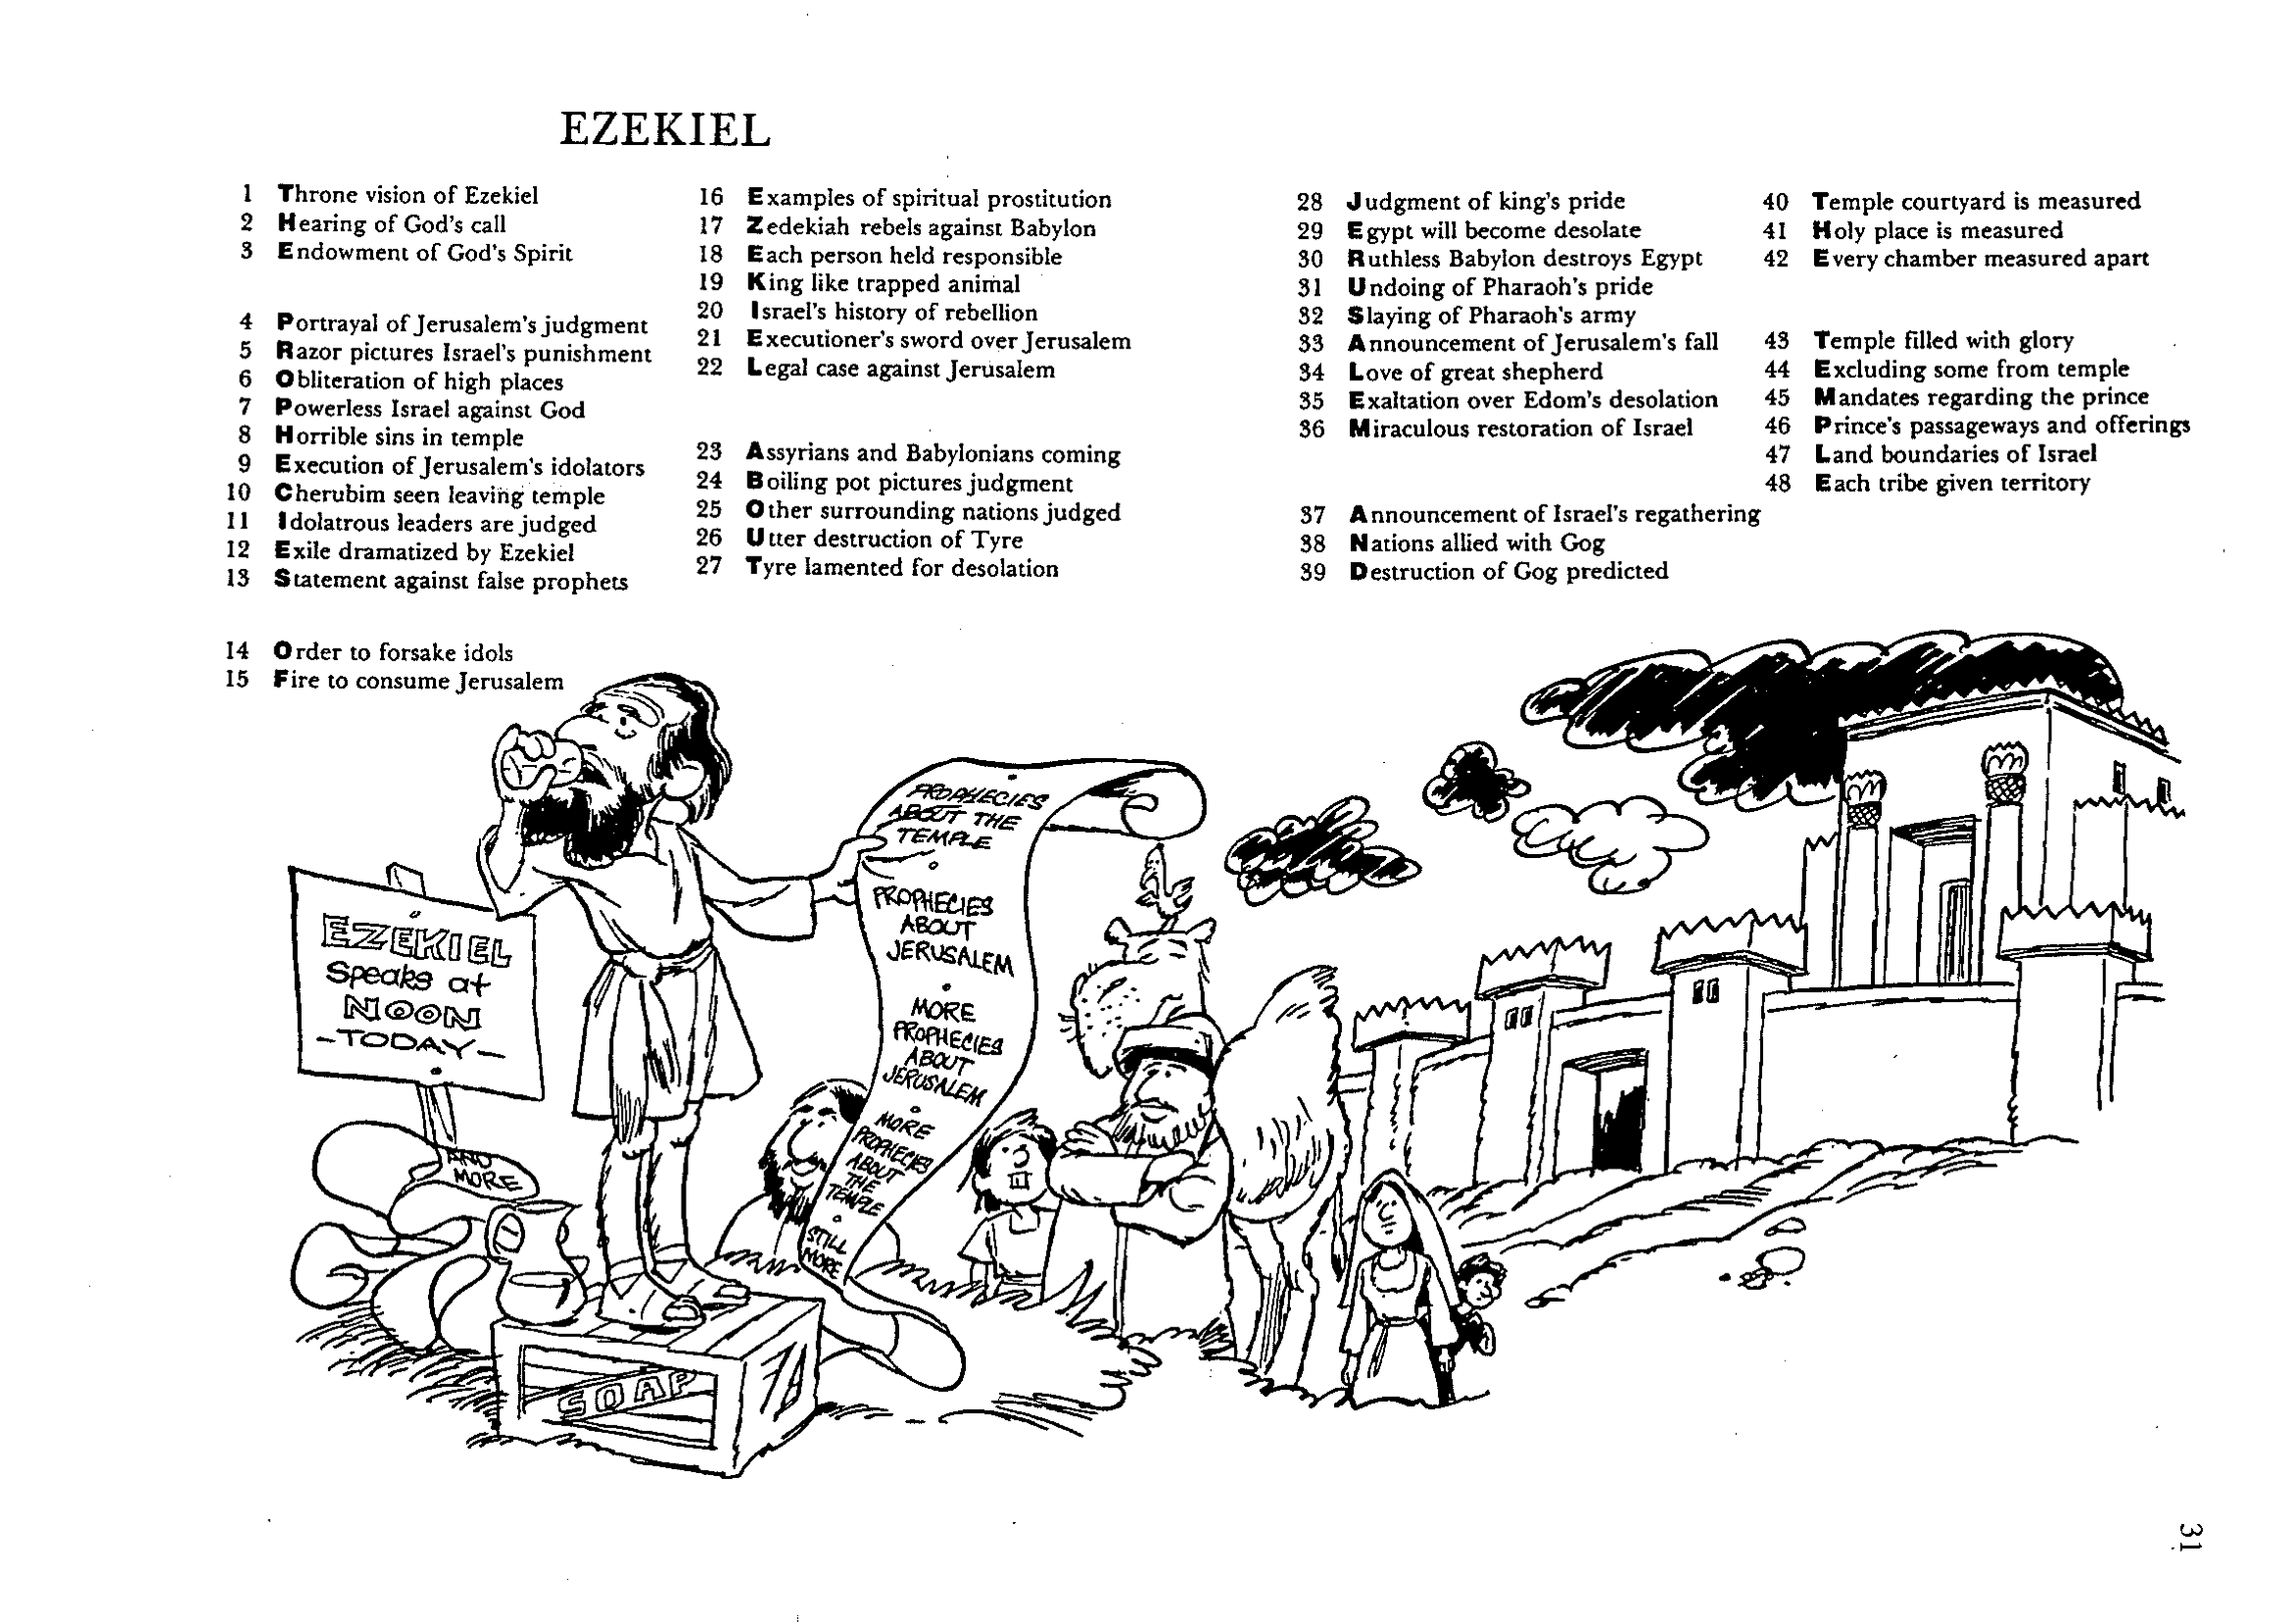 EZEKIEL
1 Throne vision of Ezekiel
2 Hearing of God's call
3 Endowment of God's Spirit
4 Portrayal of Jerusalem's judgment
5 Razor pictures Israel's punishment
6 Obliteration of high places
7 Powerless Israel against God
8 Horrible sins in temple
9 Execution of Jerusalem's idolators
10 Cherubim seen leaving temple
11 Idolatrous leaders are judged
12 Exile dramatized by Ezekiel
13 Statement against false prophets
14 Order to forsake idols
15 Fire to consume Jerusalem
16 Examples of spiritual prostitution
17 Zedekiah rebels against Babylon
18 Each person held responsible
19 King like trapped animal
20 Israel's history of rebellion
21 Executioner's sword over Jerusalem
22 Legal case against Jerusalem
23 Assyrians and Babylonians coming
24 Boiling pot pictures judgment
25 Other surrounding nations judged
26 Utter destruction of Tyre
27 Tyre lamented for desolation
28 Judgment of king's pride
29 Egypt will become desolate
30 Ruthless Babylon destroys Egypt
31 Undoing of Pharaoh's pride
32 Slaying of Pharaoh's army
33 Announcement of Jerusalem's fall
34 Love of great shepherd
35 Exaltation over Edom's desolation
36 Miraculous restoration of Israel
37 Announcement of Israel's regathering
38 Nations allied with Gog
39 Destruction of Gog predicted
40 Temple courtyard is measured
41 Holy place is measured
42 Every chamber measured apart
43 Temple filled with glory
44 Excluding some from temple
45 Mandates regarding the prince
46 Prince's passageways and offerings
47 Land boundaries of Israel
48 Each tribe given territory
EZEKIEL
Speaks at
NOON
-TODAY-
PROPHECIES
ABOUT THE
TEMPLE
PROPHECIES
ABOUT
JERUSALEM
MORE
PROPHECIES
ABOUT
JERUSALEM
MORE
PROPHECIES
ABOUT
THE
TEMPLE
STILL
MORE
AND
MORE
SOAP
31